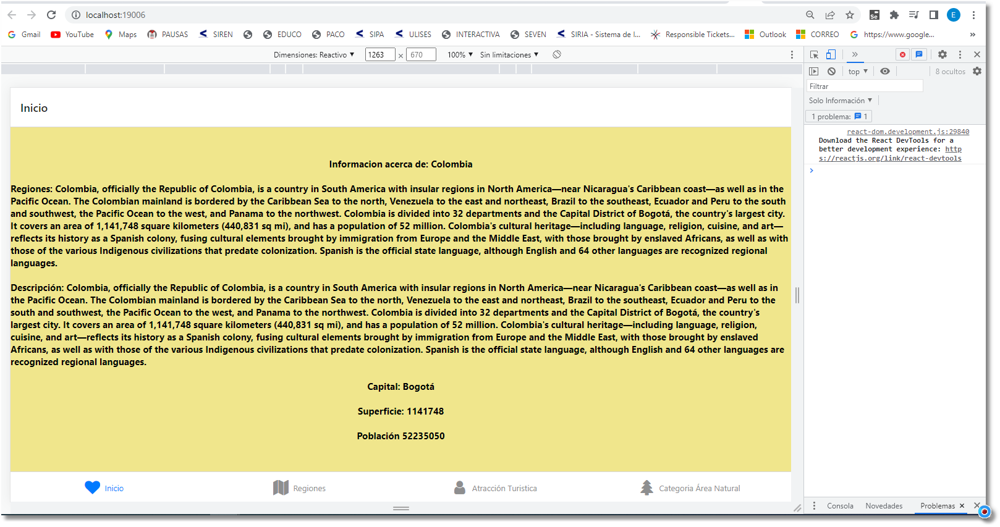 localhost:19006
Gmail YouTube Maps PAUSAS SIREN EDUCO PACO SIPA ULISES INTERACTIVA SEVEN SIRIA - Sistema de I... Responsible Tickets... Outlook CORREO https://www.google... »
Dimensiones: Reactivo ▼ 1263 × 670 100% ▼ Sin limitaciones ▼
top ▼ 8 ocultos
Filtrar
Solo Información ▼
1 problema: 1
react-dom.development.js:29840
Download the React DevTools for a
better development experience: http
s://reactjs.org/link/react-devtools
Inicio
Informacion acerca de: Colombia
Regiones: Colombia, officially the Republic of Colombia, is a country in South America with insular regions in North America—near Nicaragua's Caribbean coast—as well as in the
Pacific Ocean. The Colombian mainland is bordered by the Caribbean Sea to the north, Venezuela to the east and northeast, Brazil to the southeast, Ecuador and Peru to the south
and southwest, the Pacific Ocean to the west, and Panama to the northwest. Colombia is divided into 32 departments and the Capital District of Bogotá, the country's largest city.
It covers an area of 1,141,748 square kilometers (440,831 sq mi), and has a population of 52 million. Colombia's cultural heritage—including language, religion, cuisine, and art—
reflects its history as a Spanish colony, fusing cultural elements brought by immigration from Europe and the Middle East, with those brought by enslaved Africans, as well as with
those of the various Indigenous civilizations that predate colonization. Spanish is the official state language, although English and 64 other languages are recognized regional
languages.
Descripción: Colombia, officially the Republic of Colombia, is a country in South America with insular regions in North America—near Nicaragua's Caribbean coast—as well as in
the Pacific Ocean. The Colombian mainland is bordered by the Caribbean Sea to the north, Venezuela to the east and northeast, Brazil to the southeast, Ecuador and Peru to the
south and southwest, the Pacific Ocean to the west, and Panama to the northwest. Colombia is divided into 32 departments and the Capital District of Bogotá, the country's
largest city. It covers an area of 1,141,748 square kilometers (440,831 sq mi), and has a population of 52 million. Colombia's cultural heritage—including language, religion,
cuisine, and art—reflects its history as a Spanish colony, fusing cultural elements brought by immigration from Europe and the Middle East, with those brought by enslaved
Africans, as well as with those of the various Indigenous civilizations that predate colonization. Spanish is the official state language, although English and 64 other languages are
recognized regional languages.
Capital: Bogotá
Superficie: 1141748
Población 52235050
Inicio Regiones Atracción Turistica Categoria Área Natural
Consola Novedades Problemas